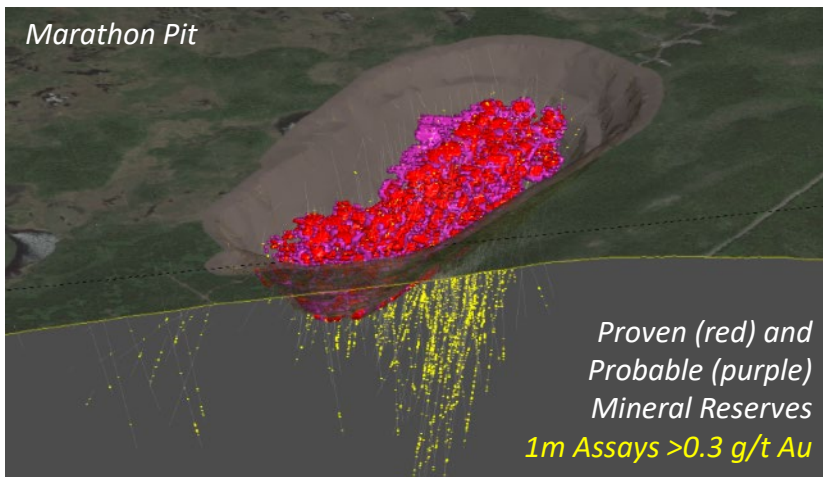 Marathon Pit
Proven (red) and
Probable (purple)
Mineral Reserves
1m Assays >0.3 g/t Au